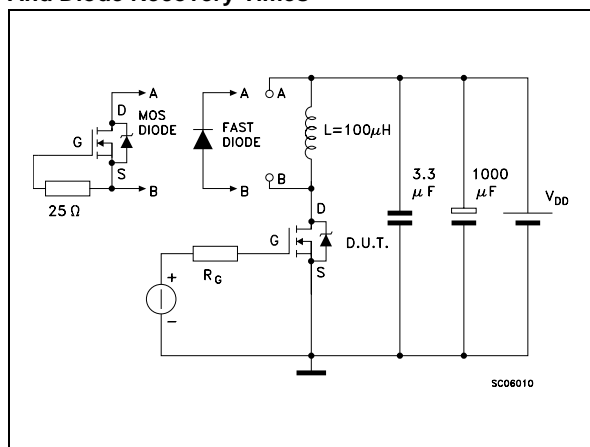 And Diode Recovery Times
A
A
A
D
MOS
DIODE
G
FAST
DIODE
L=100μH
S
B
B
B
25 Ω
D
3.3
μF
1000
μF
VDD
G
D.U.T.
S
RG
+
−
SC06010